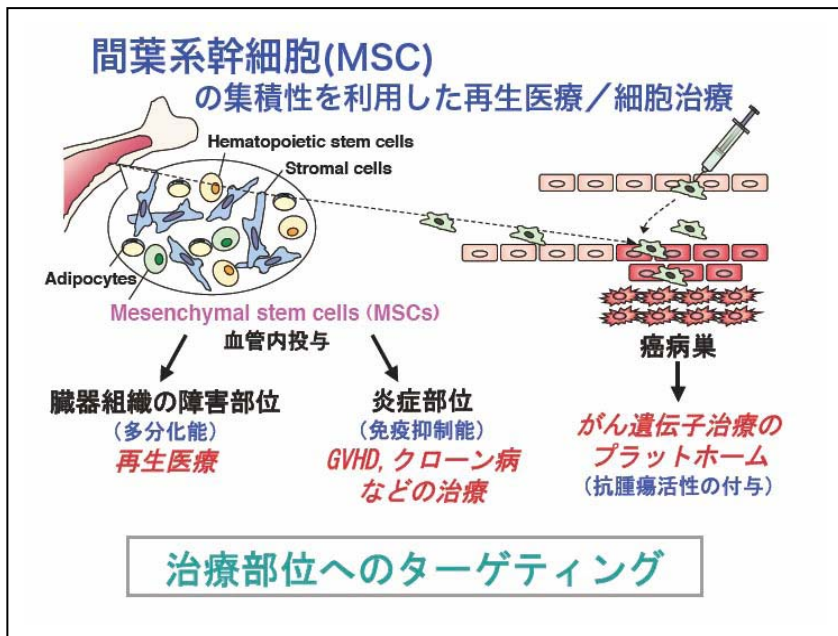 間葉系幹細胞(MSC)
の集積性を利用した再生医療／細胞治療
Hematopoietic stem cells
Stromal cells
Adipocytes
Mesenchymal stem cells (MSCs)
血管内投与
癌病巣
臓器組織の障害部位
(多分化能)
再生医療
炎症部位
(免疫抑制能)
GVHD, クローン病
などの治療
がん遺伝子治療の
プラットホーム
(抗腫瘍活性の付与)
治療部位へのターゲティング